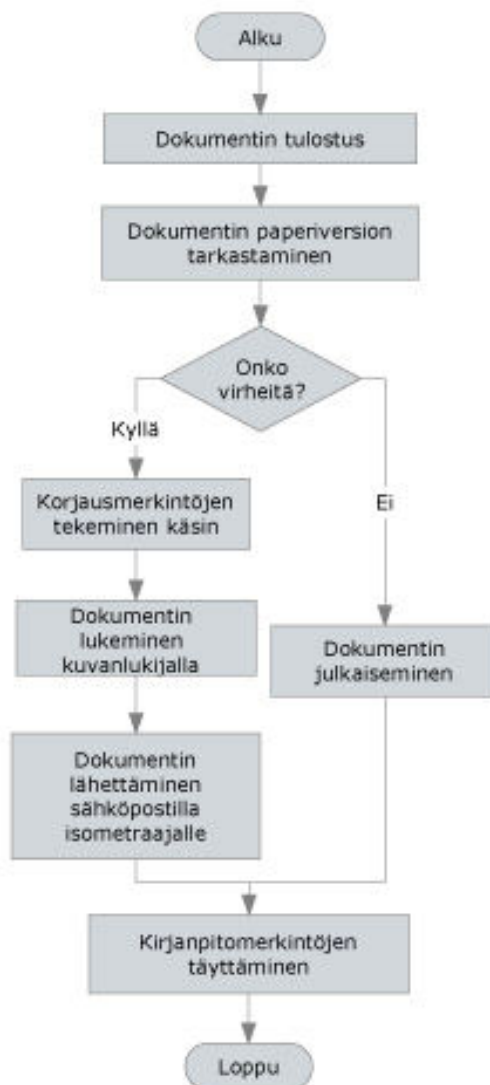 Alku
Dokumentin tulostus
Dokumentin paperiversion
tarkastaminen
Onko
virheitä?
Kyllä
Korjausmerkintöjen
tekeminen käsin
Ei
Dokumentin
lukeminen
kuvanlukijalla
Dokumentin
julkaiseminen
Dokumentin
lähettäminen
sähköpostilla
isometraajalle
Kirjanpitomerkintöjen
täyttäminen
Loppu